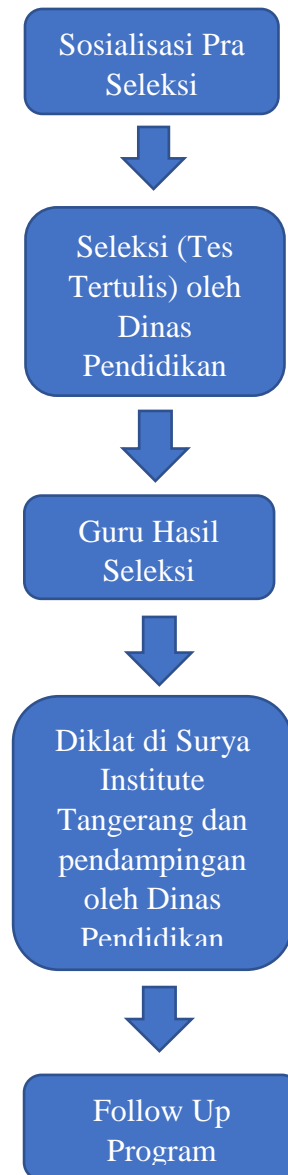 Sosialisasi Pra
Seleksi
Seleksi (Tes
Tertulis) oleh
Dinas
Pendidikan
Guru Hasil
Seleksi
Diklat di Surya
Institute
Tangerang dan
pendampingan
oleh Dinas
Pendidikan
Follow Up
Program